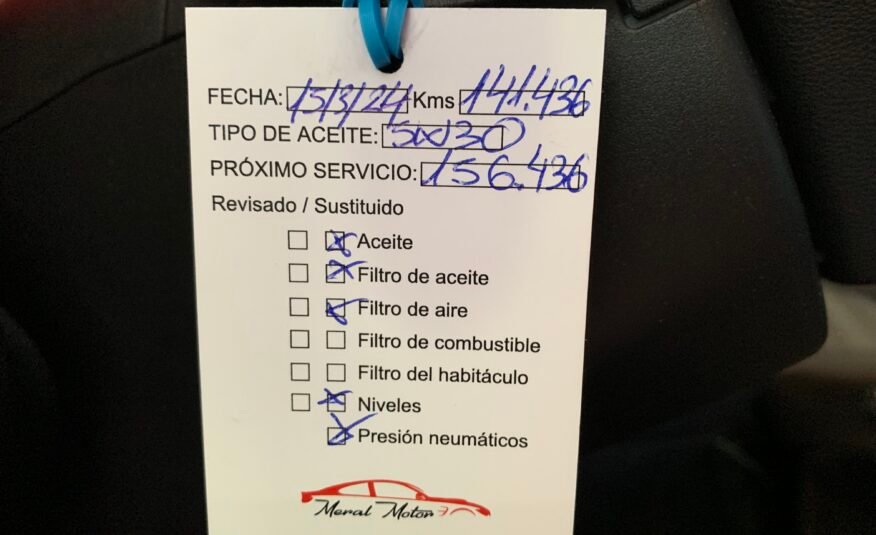 FECHA: 15/3/24 Kms 141.436
TIPO DE ACEITE: 5W30
PRÓXIMO SERVICIO: 156.436
Revisado / Sustituido
Aceite
Filtro de aceite
Filtro de aire
Filtro de combustible
Filtro del habitáculo
Niveles
Presión neumáticos
Meral Motor